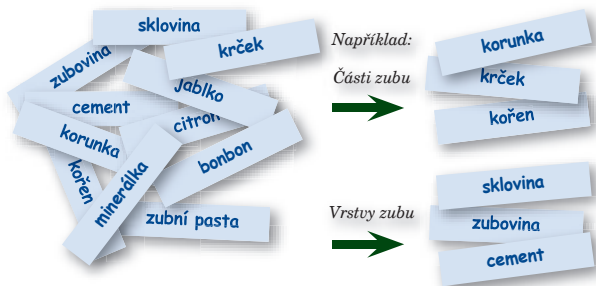 sklovina
krček
zubovina
Jablko
cement
citron
korunka
bonbon
kořen
minerálka
zubní pasta
Například:
Části zubu
korunka
krček
kořen
Vrstvy zubu
sklovina
zubovina
cement